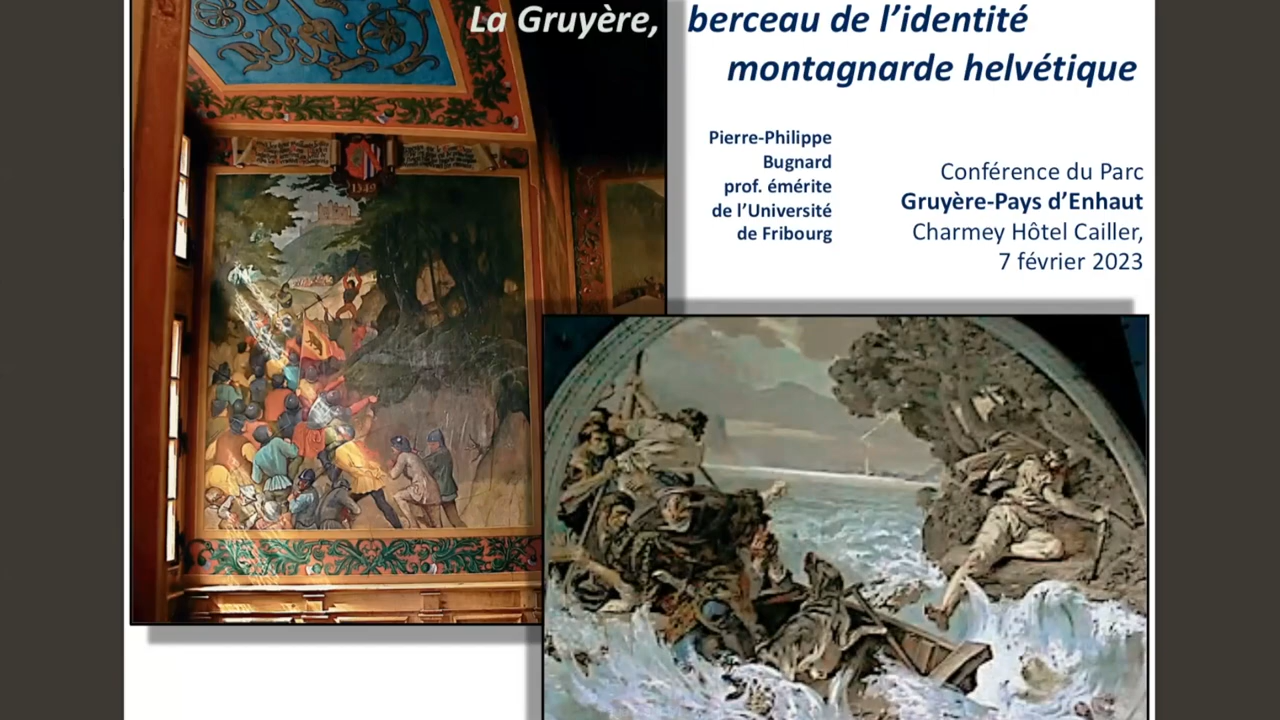 La Gruyère, berceau de l’identité
montagnarde helvétique
Pierre-Philippe
Bugnard
prof. émérite
de l’Université
de Fribourg
Conférence du Parc
Gruyère-Pays d’Enhaut
Charmey Hôtel Cailler,
7 février 2023
1349